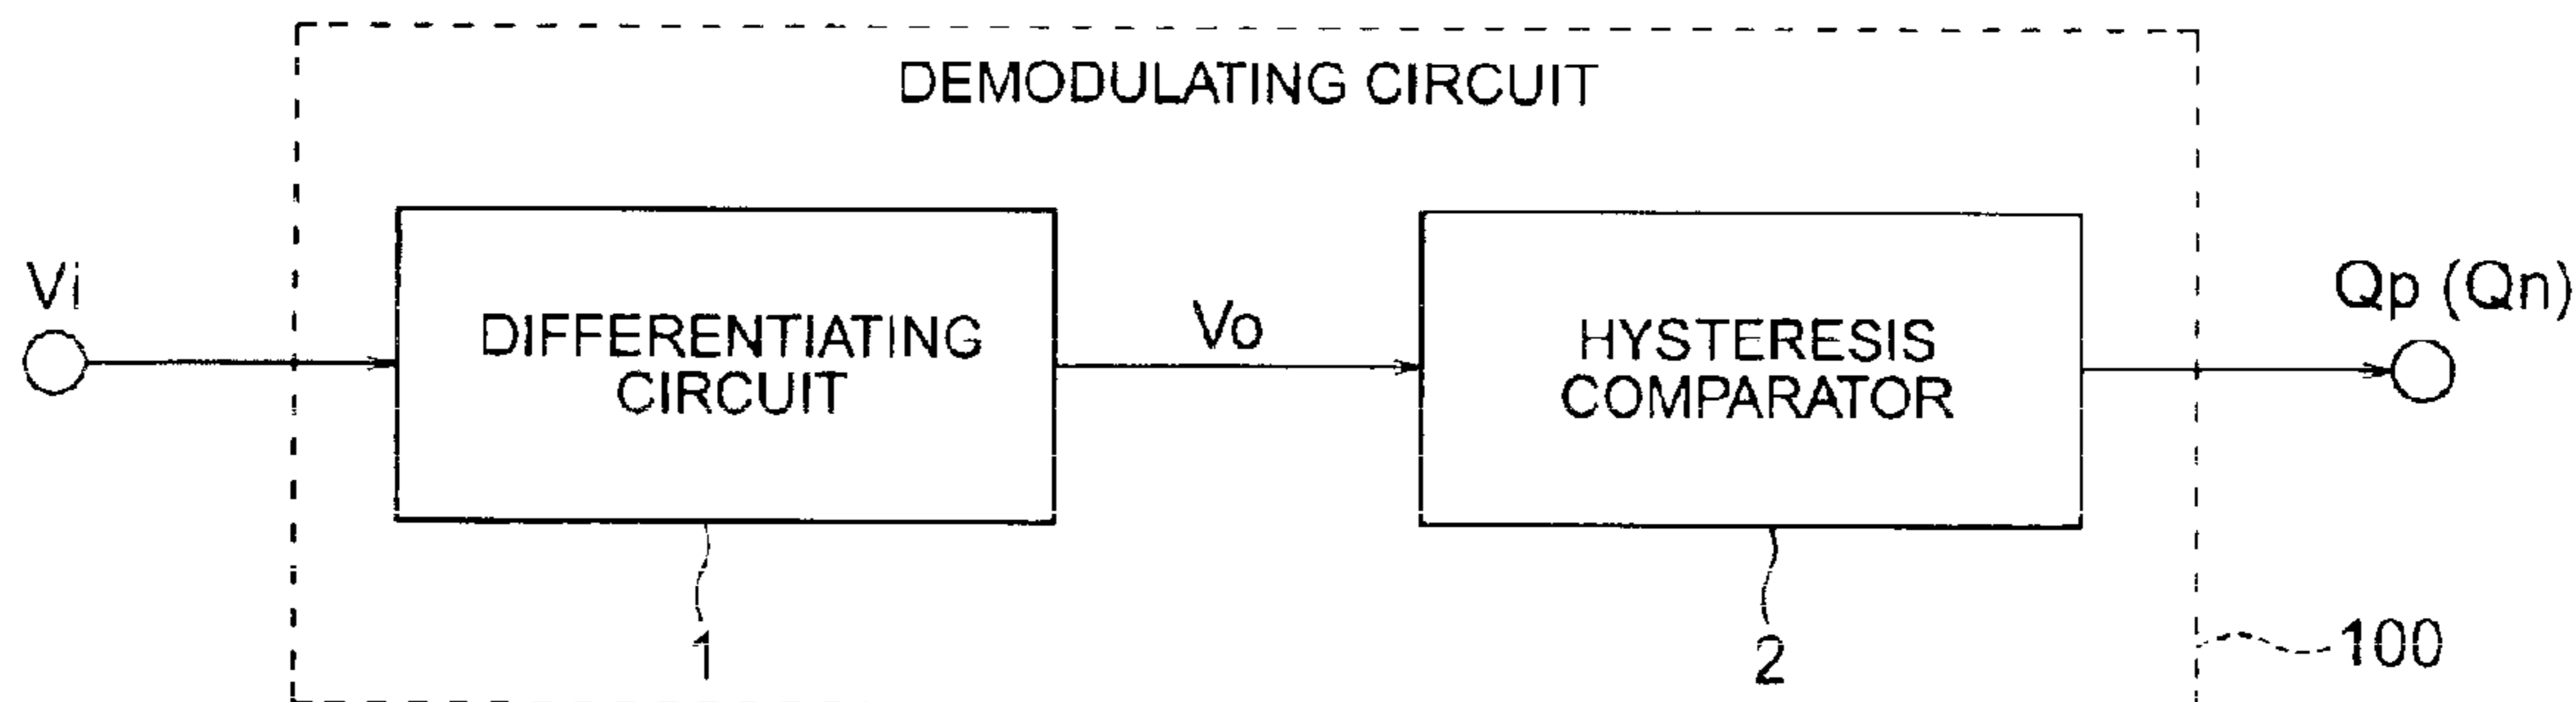 DEMODULATING CIRCUIT
Vi
DIFFERENTIATING
CIRCUIT
Vo
HYSTERESIS
COMPARATOR
Qp (Qn)
1
2
100